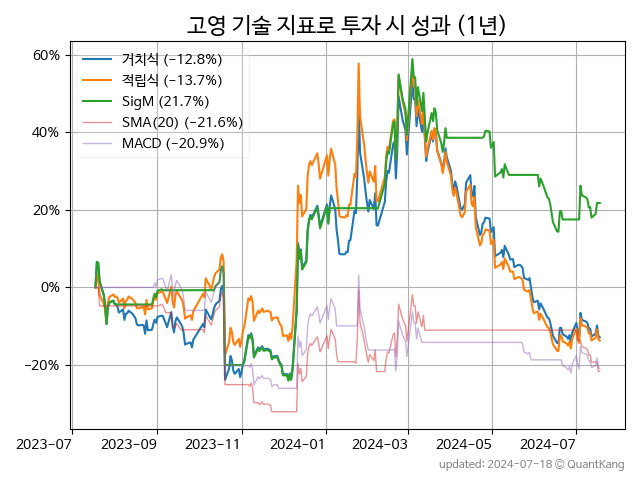 고영 기술 지표로 투자 시 성과 (1년)
거치식 (−12.8%)
적립식 (−13.7%)
SigM (21.7%)
SMA(20) (−21.6%)
MACD (−20.9%)
60%
40%
20%
0%
−20%
2023-07 2023-09 2023-11 2024-01 2024-03 2024-05 2024-07
updated: 2024-07-18 ⓒ QuantKang